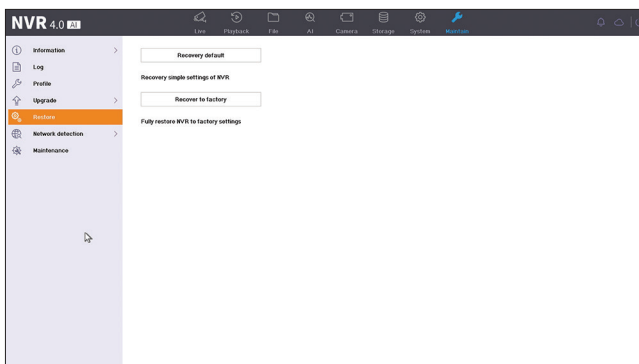 NVR 4.0 AI
Live Playback File AI Camera Storage System Maintain
Information
Log
Profile
Upgrade
Restore
Network detection
Maintenance
Recovery default
Recovery simple settings of NVR
Recover to factory
Fully restore NVR to factory settings